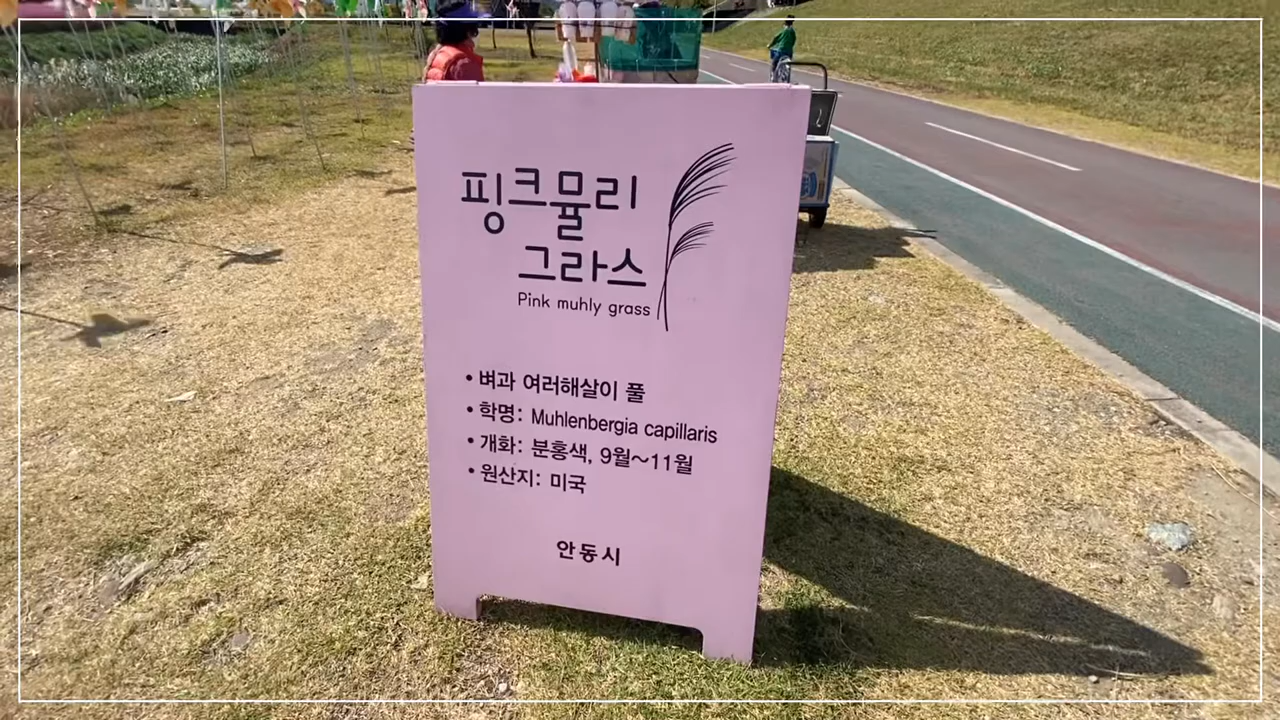 핑크뮬리
그라스
Pink muhly grass
• 벼과 여러해살이 풀
• 학명: Muhlenbergia capillaris
• 개화: 분홍색, 9월~11월
• 원산지: 미국
안동시